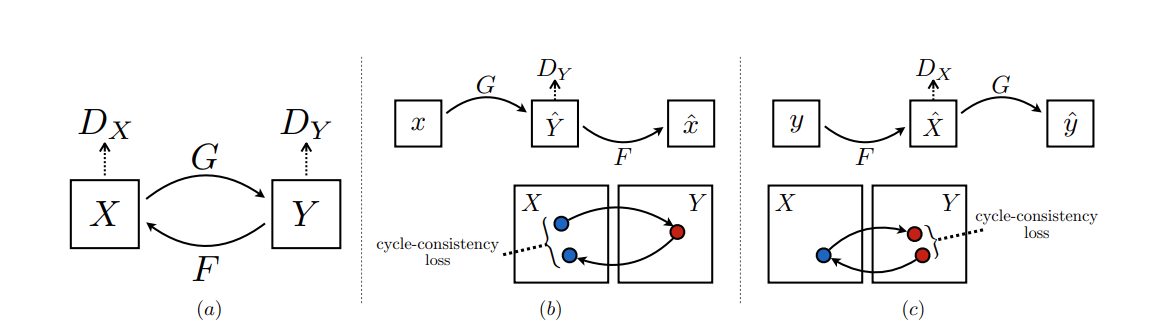 D_X
D_Y
G
X
Y
F
(a)
G
D_Y
x
Ŷ
x̂
F
X
Y
cycle-consistency
loss
(b)
D_X
G
y
X̂
ŷ
F
X
Y
cycle-consistency
loss
(c)